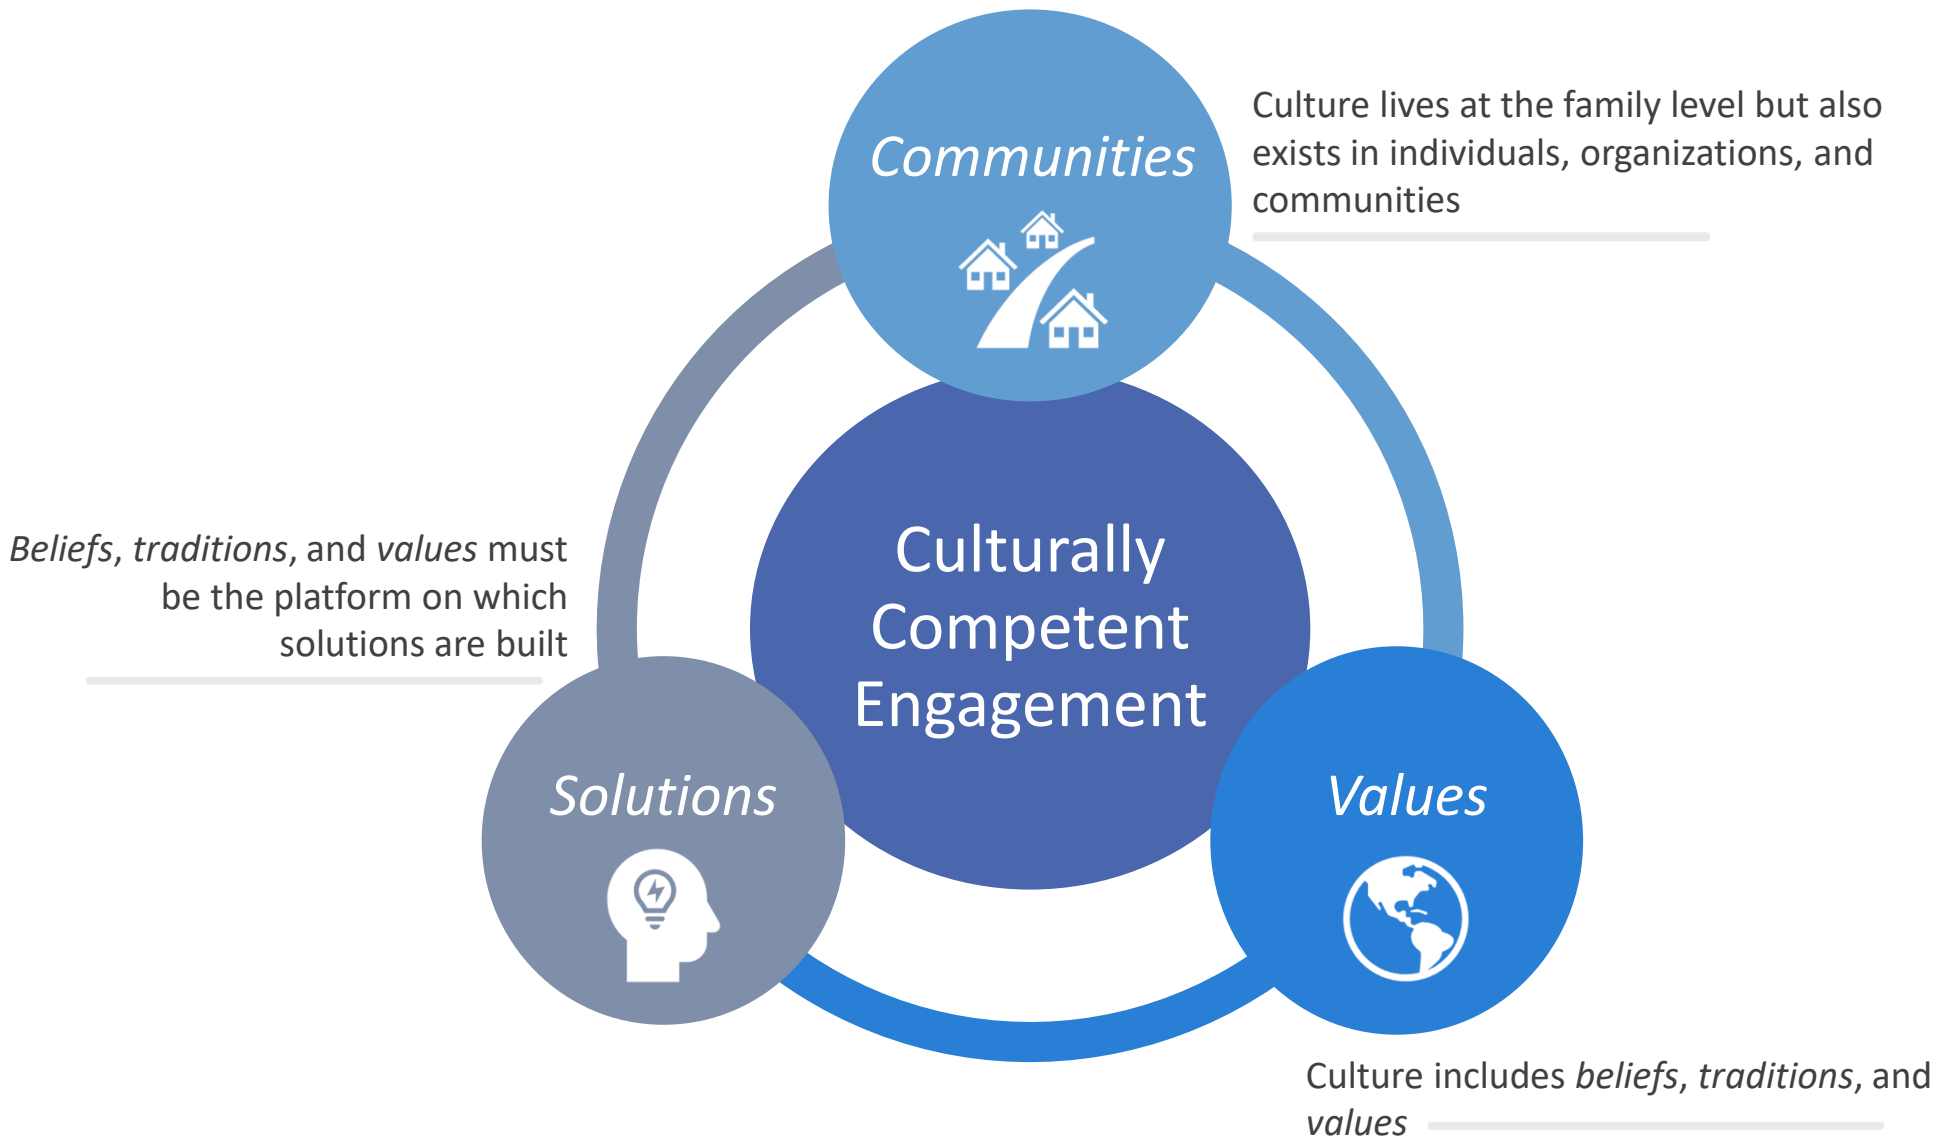 Communities
Culture lives at the family level but also
exists in individuals, organizations, and
communities
Culturally
Competent
Engagement
Beliefs, traditions, and values must
be the platform on which
solutions are built
Solutions
Values
Culture includes beliefs, traditions, and
values